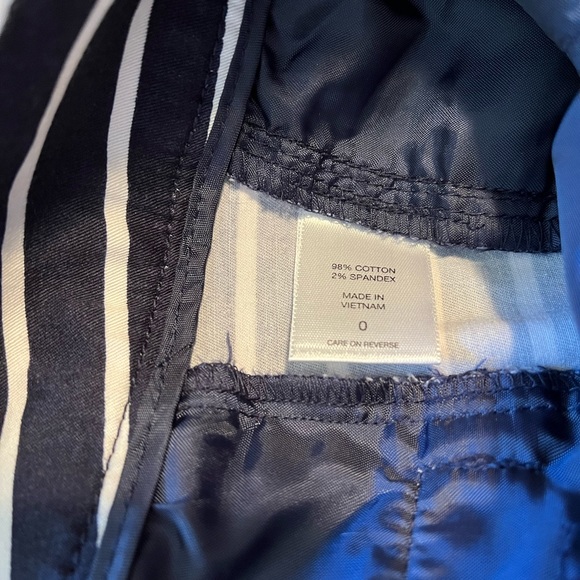 98% COTTON
2% SPANDEX
MADE IN
VIETNAM
0
CARE ON REVERSE